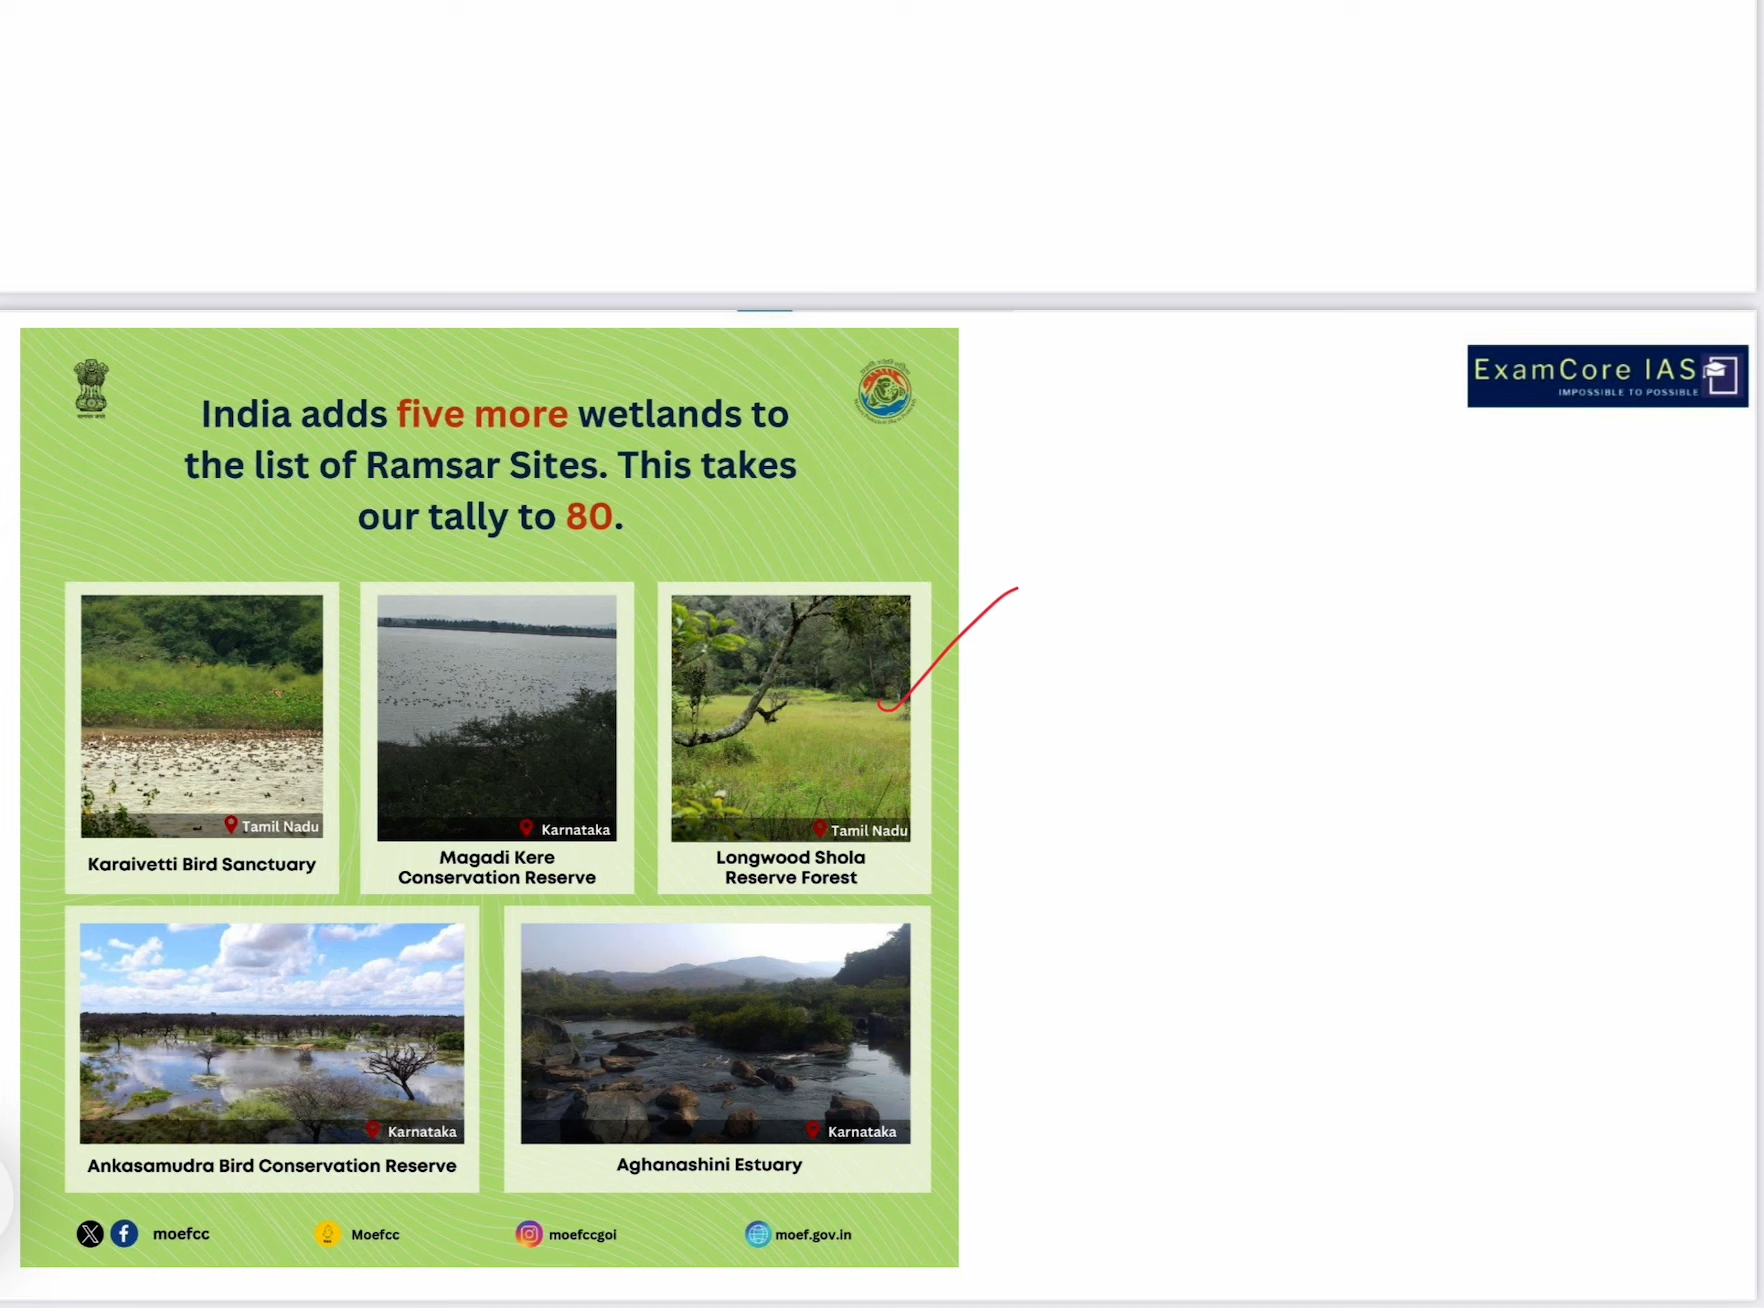 ExamCore IAS
IMPOSSIBLE TO POSSIBLE
India adds five more wetlands to
the list of Ramsar Sites. This takes
our tally to 80.
Tamil Nadu
Karaivetti Bird Sanctuary
Karnataka
Magadi Kere
Conservation Reserve
Tamil Nadu
Longwood Shola
Reserve Forest
Karnataka
Ankasamudra Bird Conservation Reserve
Karnataka
Aghanashini Estuary
moefcc
Moefcc
moefccgoi
moef.gov.in